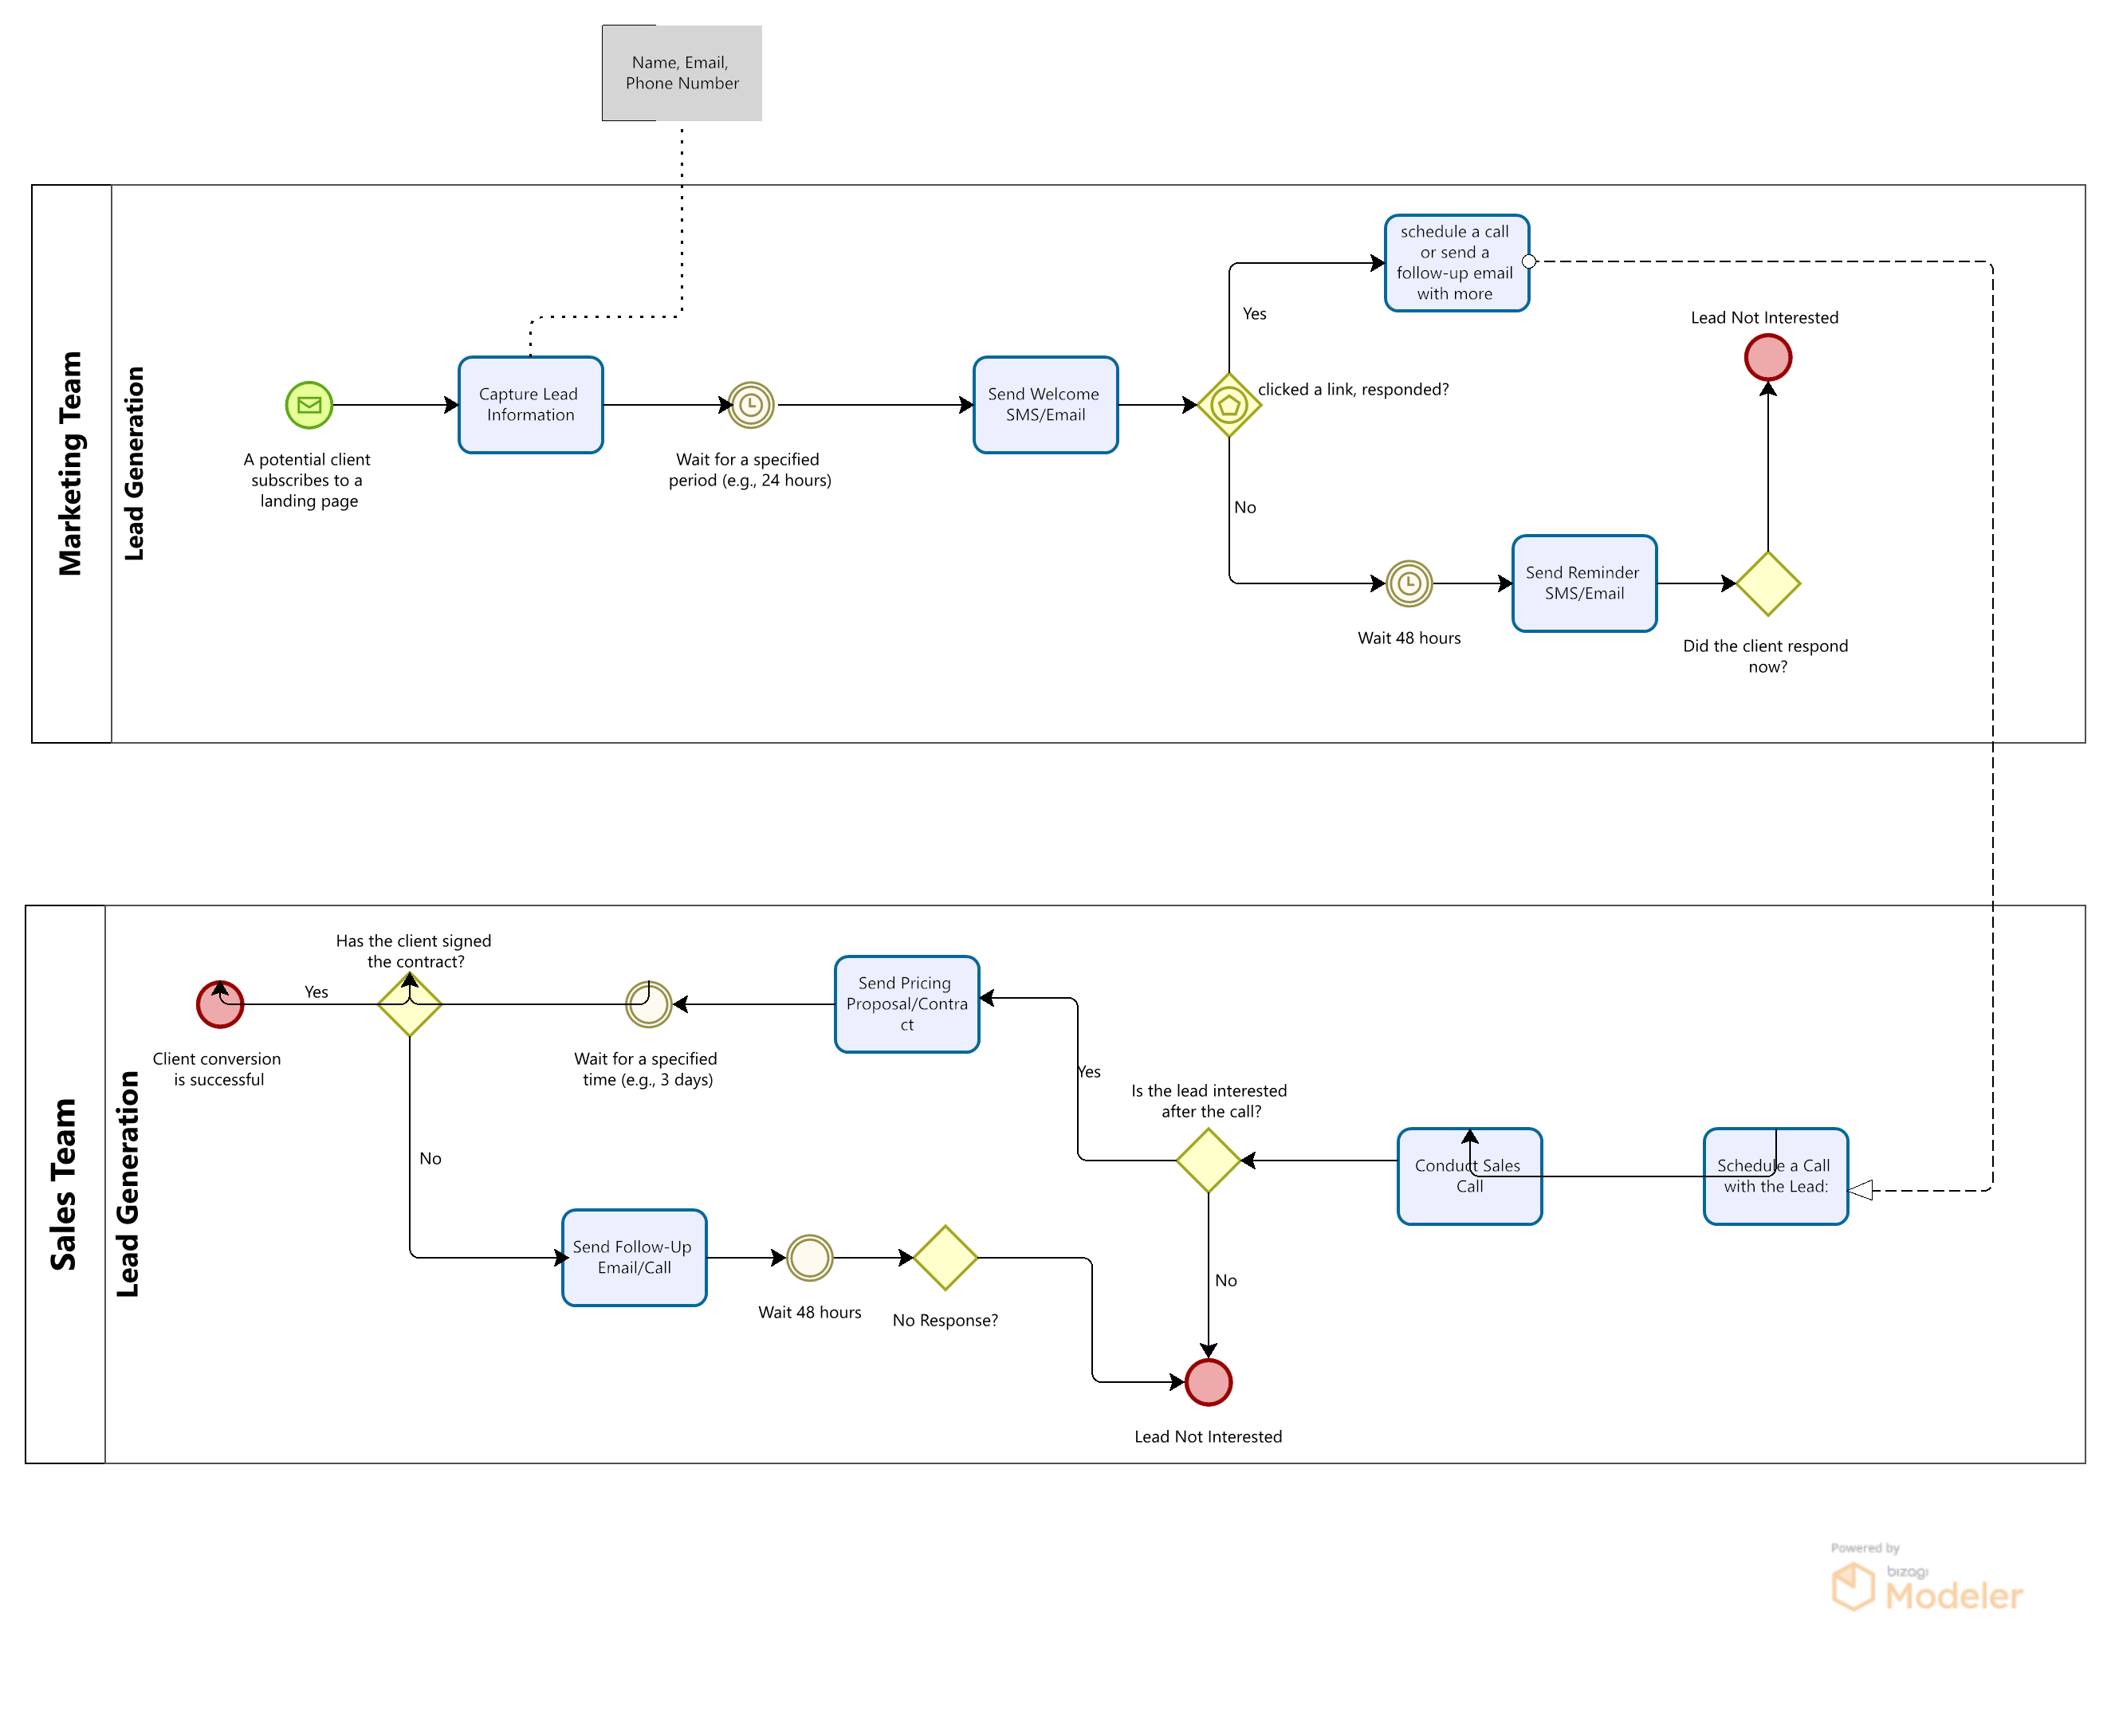 Name, Email,
Phone Number
Marketing Team
Lead Generation
schedule a call
or send a
follow-up email
with more
Yes
Lead Not Interested
clicked a link, responded?
Capture Lead
Information
Send Welcome
SMS/Email
A potential client
subscribes to a
landing page
Wait for a specified
period (e.g., 24 hours)
No
Send Reminder
SMS/Email
Wait 48 hours
Did the client respond
now?
Sales Team
Lead Generation
Has the client signed
the contract?
Yes
Send Pricing
Proposal/Contra
ct
Client conversion
is successful
Wait for a specified
time (e.g., 3 days)
Yes
Is the lead interested
after the call?
No
Conduct Sales
Call
Schedule a Call
with the Lead:
Send Follow-Up
Email/Call
Wait 48 hours
No Response?
No
Lead Not Interested
Powered by
bizagi
Modeler